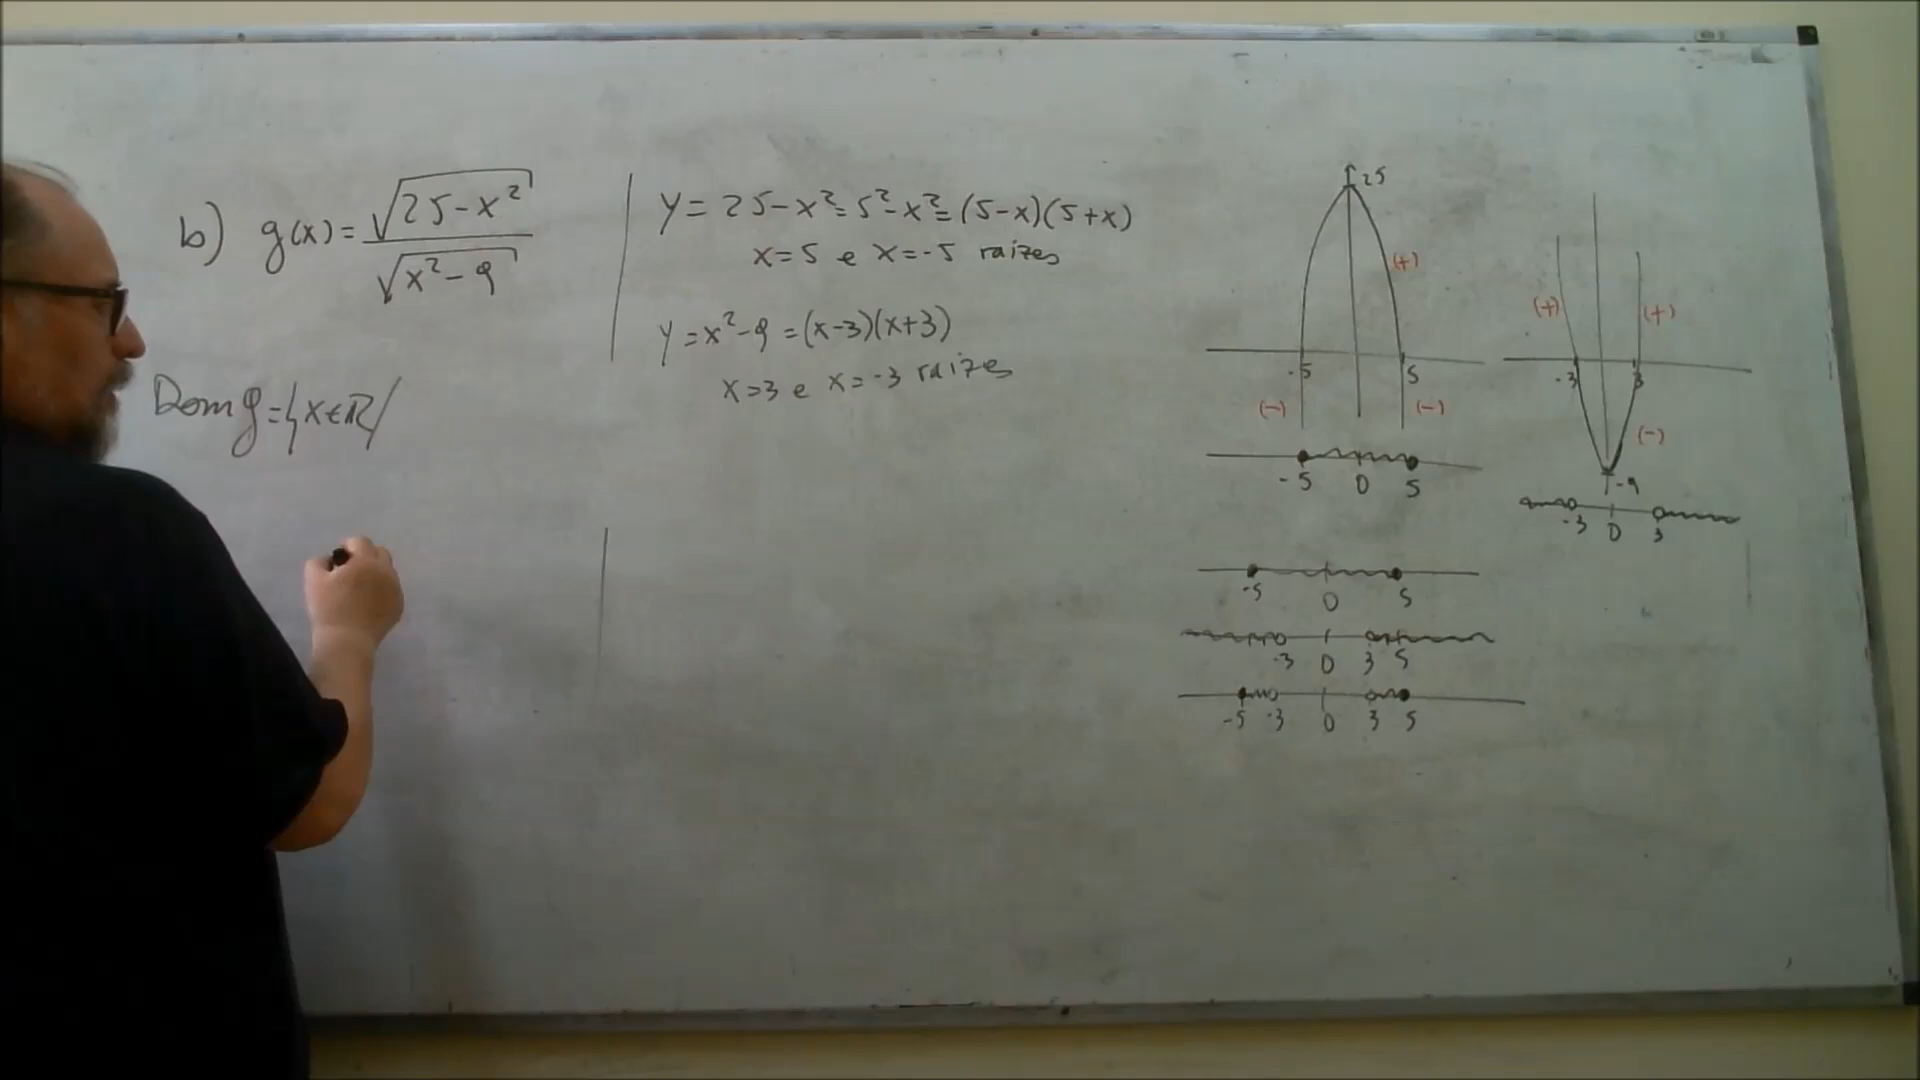 b) g(x) = √(25-x²) / √(x²-9)
Dom g = {x∈ℝ/
y = 25-x² = 5²-x² = (5-x)(5+x)
x=5 e x=-5 raízes
y = x²-9 = (x-3)(x+3)
x=3 e x=-3 raízes
25
(+)
-5 5
(-) (-)
-5 0 5
(+) (+)
-3 3
(-)
-9
-3 0 3
-5 0 5
-3 0 3 5
-5 -3 0 3 5